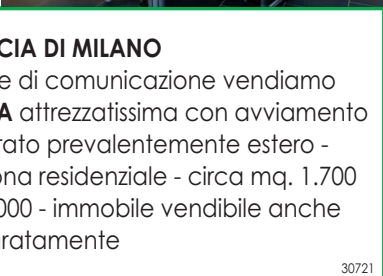 CIA DI MILANO
e di comunicazione vendiamo
A attrezzatissima con avviamento
rato prevalentemente estero -
ona residenziale - circa mq. 1.700
000 - immobile vendibile anche
aratamente
30721